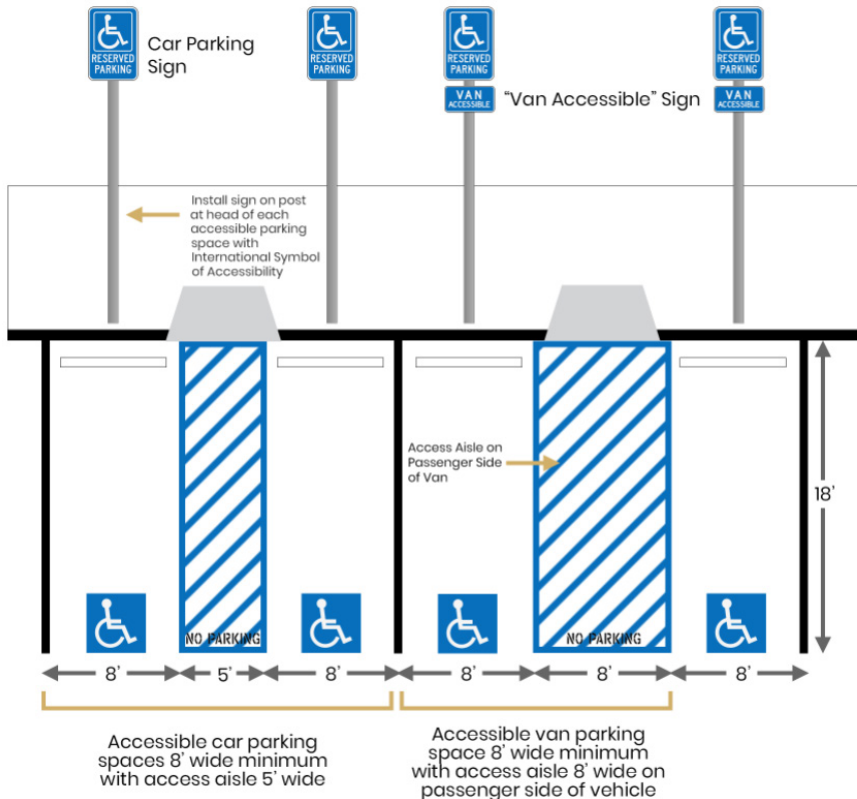 RESERVED
PARKING
Car Parking
Sign
RESERVED
PARKING
RESERVED
PARKING
VAN
ACCESSIBLE
"Van Accessible" Sign
RESERVED
PARKING
VAN
ACCESSIBLE
Install sign on post
at head of each
accessible parking
space with
International Symbol
of Accessibility
Access Aisle on
Passenger Side
of Van
18'
NO PARKING
NO PARKING
8'
5'
8'
8'
8'
8'
Accessible car parking
spaces 8' wide minimum
with access aisle 5' wide
Accessible van parking
space 8' wide minimum
with access aisle 8' wide on
passenger side of vehicle